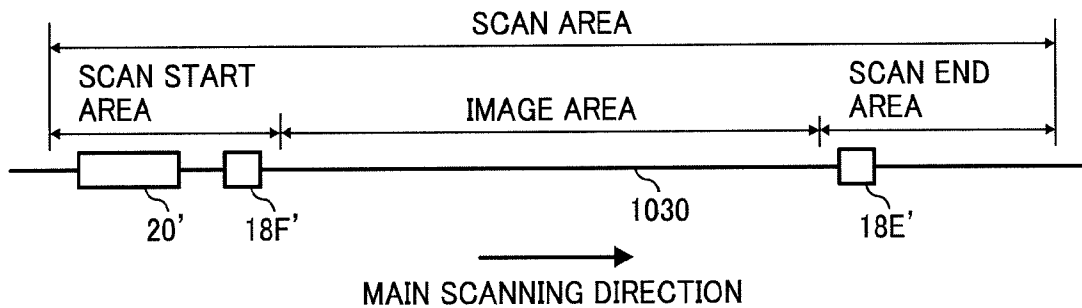 SCAN AREA
SCAN START
AREA
IMAGE AREA
SCAN END
AREA
20'
18F'
1030
18E'
MAIN SCANNING DIRECTION